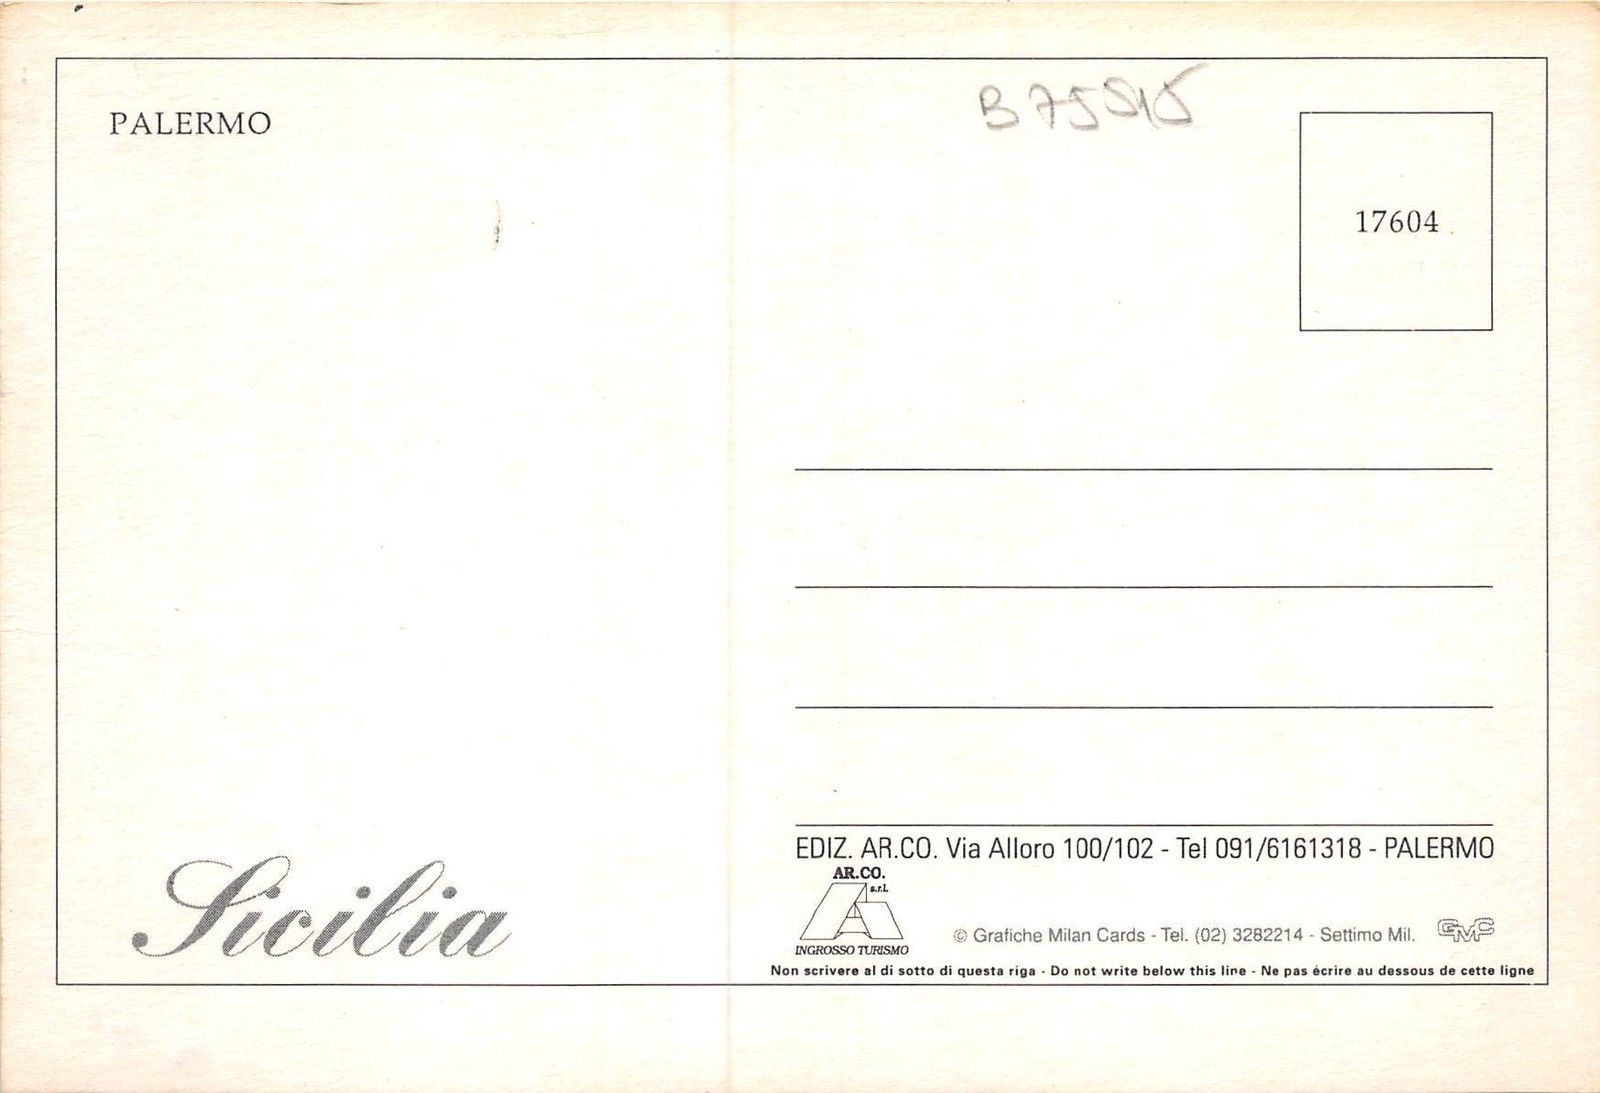 PALERMO
B 75515
17604
EDIZ. AR.CO. Via Alloro 100/102 - Tel 091/6161318 - PALERMO
AR.CO.
s.r.l.
INGROSSO TURISMO
© Grafiche Milan Cards - Tel. (02) 3282214 - Settimo Mil.
GMC
Sicilia
Non scrivere al di sotto di questa riga - Do not write below this line - Ne pas écrire au dessous de cette ligne